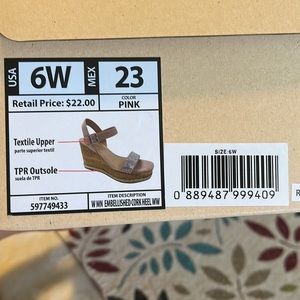 USA 6W MEX 23 COLOR PINK
Retail Price: $22.00
Textile Upper
parte superior textil
TPR Outsole
suela de TPR
ITEM NO.
597749433
ITEM DESCRIPTION
W MN EMBELLISHED CORK HEEL WW
SIZE: 6W
0 889487 999409
R